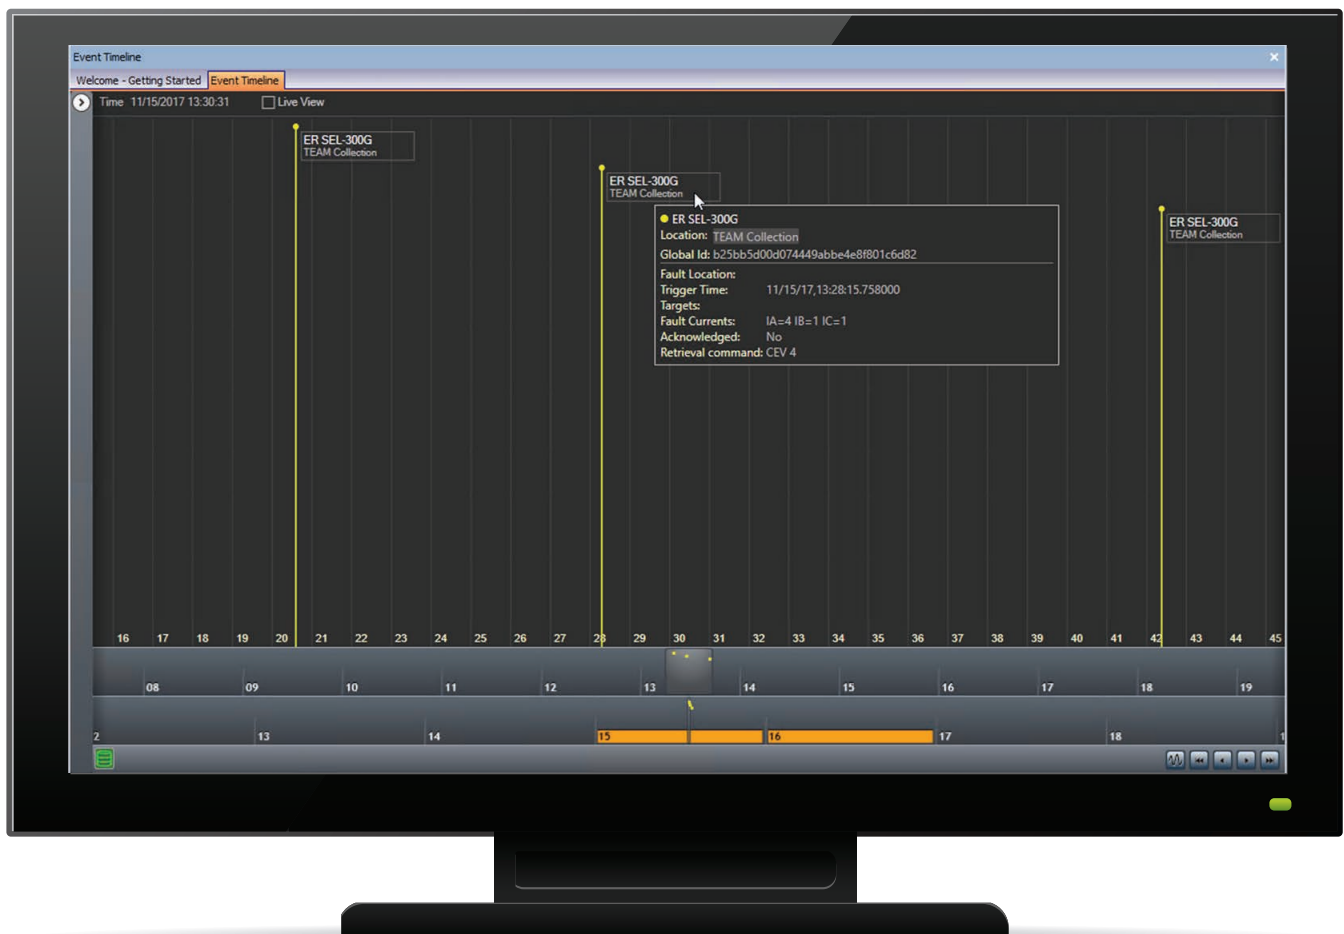 Event Timeline
Welcome - Getting Started Event Timeline
Time 11/15/2017 13:30:31 Live View
ER SEL-300G
TEAM Collection
ER SEL-300G
TEAM Collection
ER SEL-300G
Location: TEAM Collection
Global Id: b25bb5d00d074449abbe4e8f801c6d82
Fault Location:
Trigger Time: 11/15/17,13:28:15.758000
Targets:
Fault Currents: IA=4 IB=1 IC=1
Acknowledged: No
Retrieval command: CEV 4
ER SEL-300G
TEAM Collection
16 17 18 19 20 21 22 23 24 25 26 27 28 29 30 31 32 33 34 35 36 37 38 39 40 41 42 43 44 45
08 09 10 11 12 13 14 15 16 17 18 19
2 13 14 15 16 17 18 1